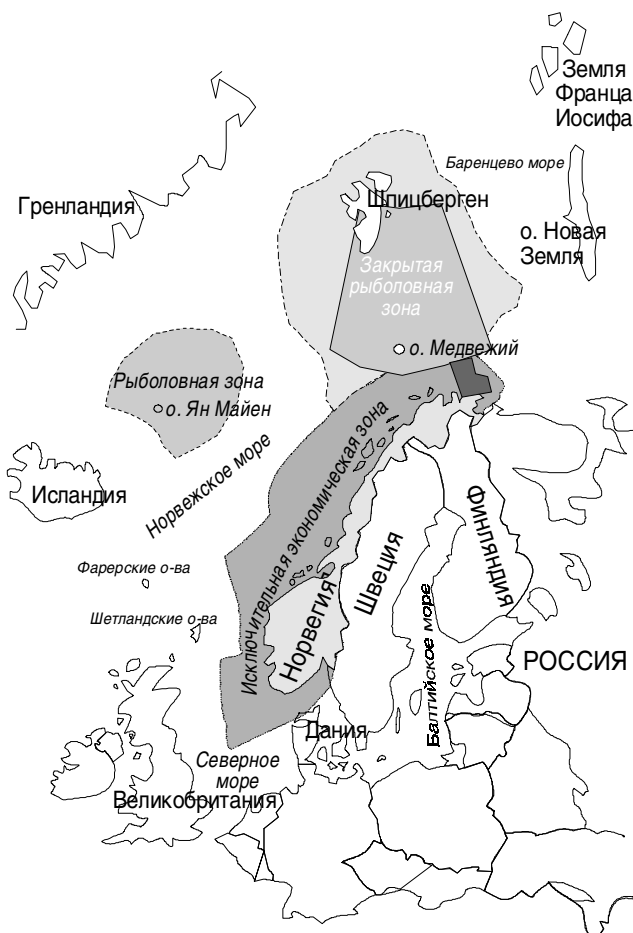 Земля
Франца
Иосифа
Баренцево море
Шпицберген
Гренландия
о. Новая
Земля
Закрытая
рыболовная
зона
о. Медвежий
Рыболовная зона
о. Ян Майен
Норвежское море
Исландия
Исключительная экономическая зона
Финляндия
Швеция
Фарерские о-ва
Шетландские о-ва
Норвегия
Балтийское море
РОССИЯ
Дания
Северное
море
Великобритания